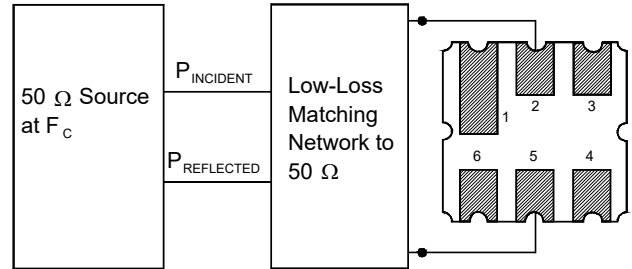 50 Ω Source
at F_C
P_INCIDENT
P_REFLECTED
Low-Loss
Matching
Network to
50 Ω
1
2
3
6
5
4